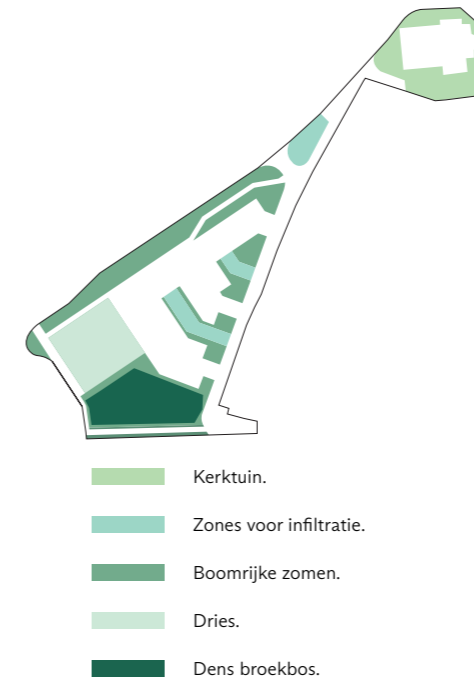 Kerktuin.
Zones voor infiltratie.
Boomrijke zomen.
Dries.
Dens broekbos.